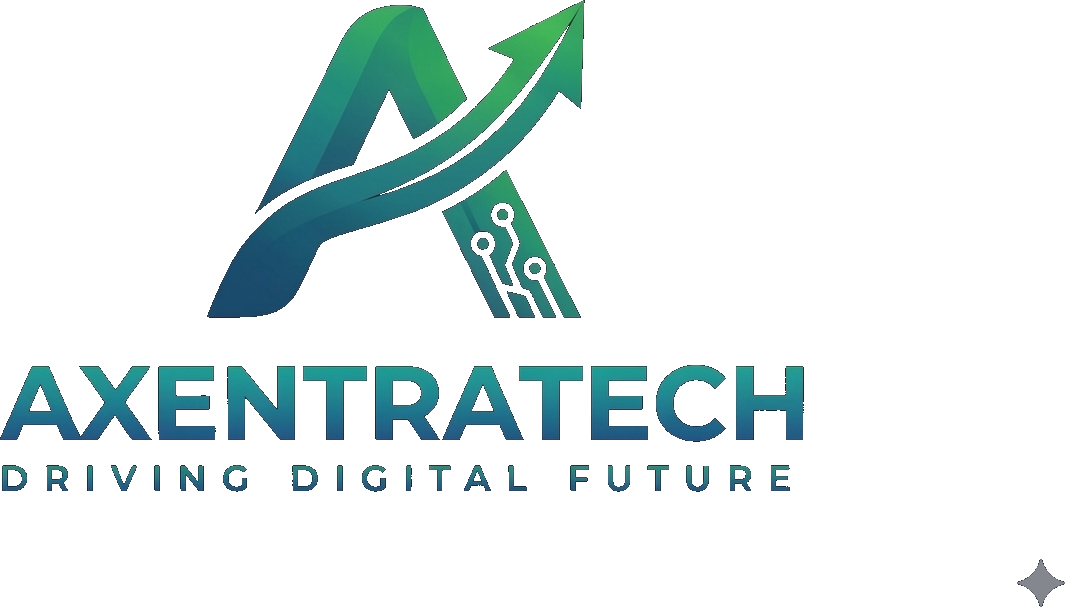 AXENTRATECH
DRIVING DIGITAL FUTURE